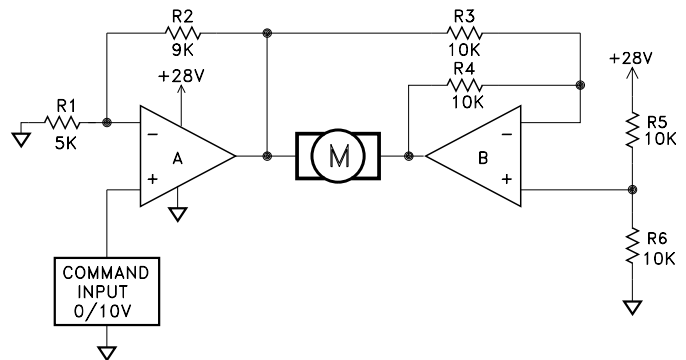 R2
9K
+28V
R1
5K
A
M
R3
10K
R4
10K
B
+28V
R5
10K
R6
10K
COMMAND
INPUT
0/10V